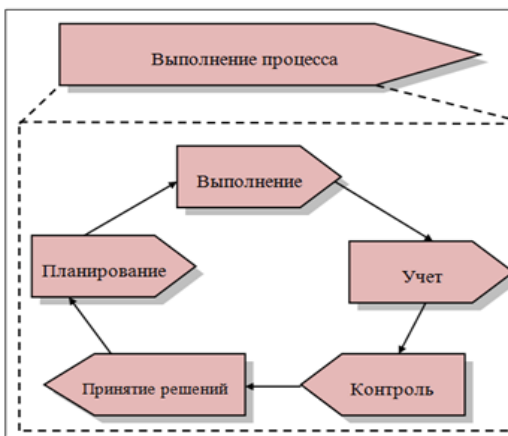 Выполнение процесса
Выполнение
Планирование
Учет
Принятие решений
Контроль